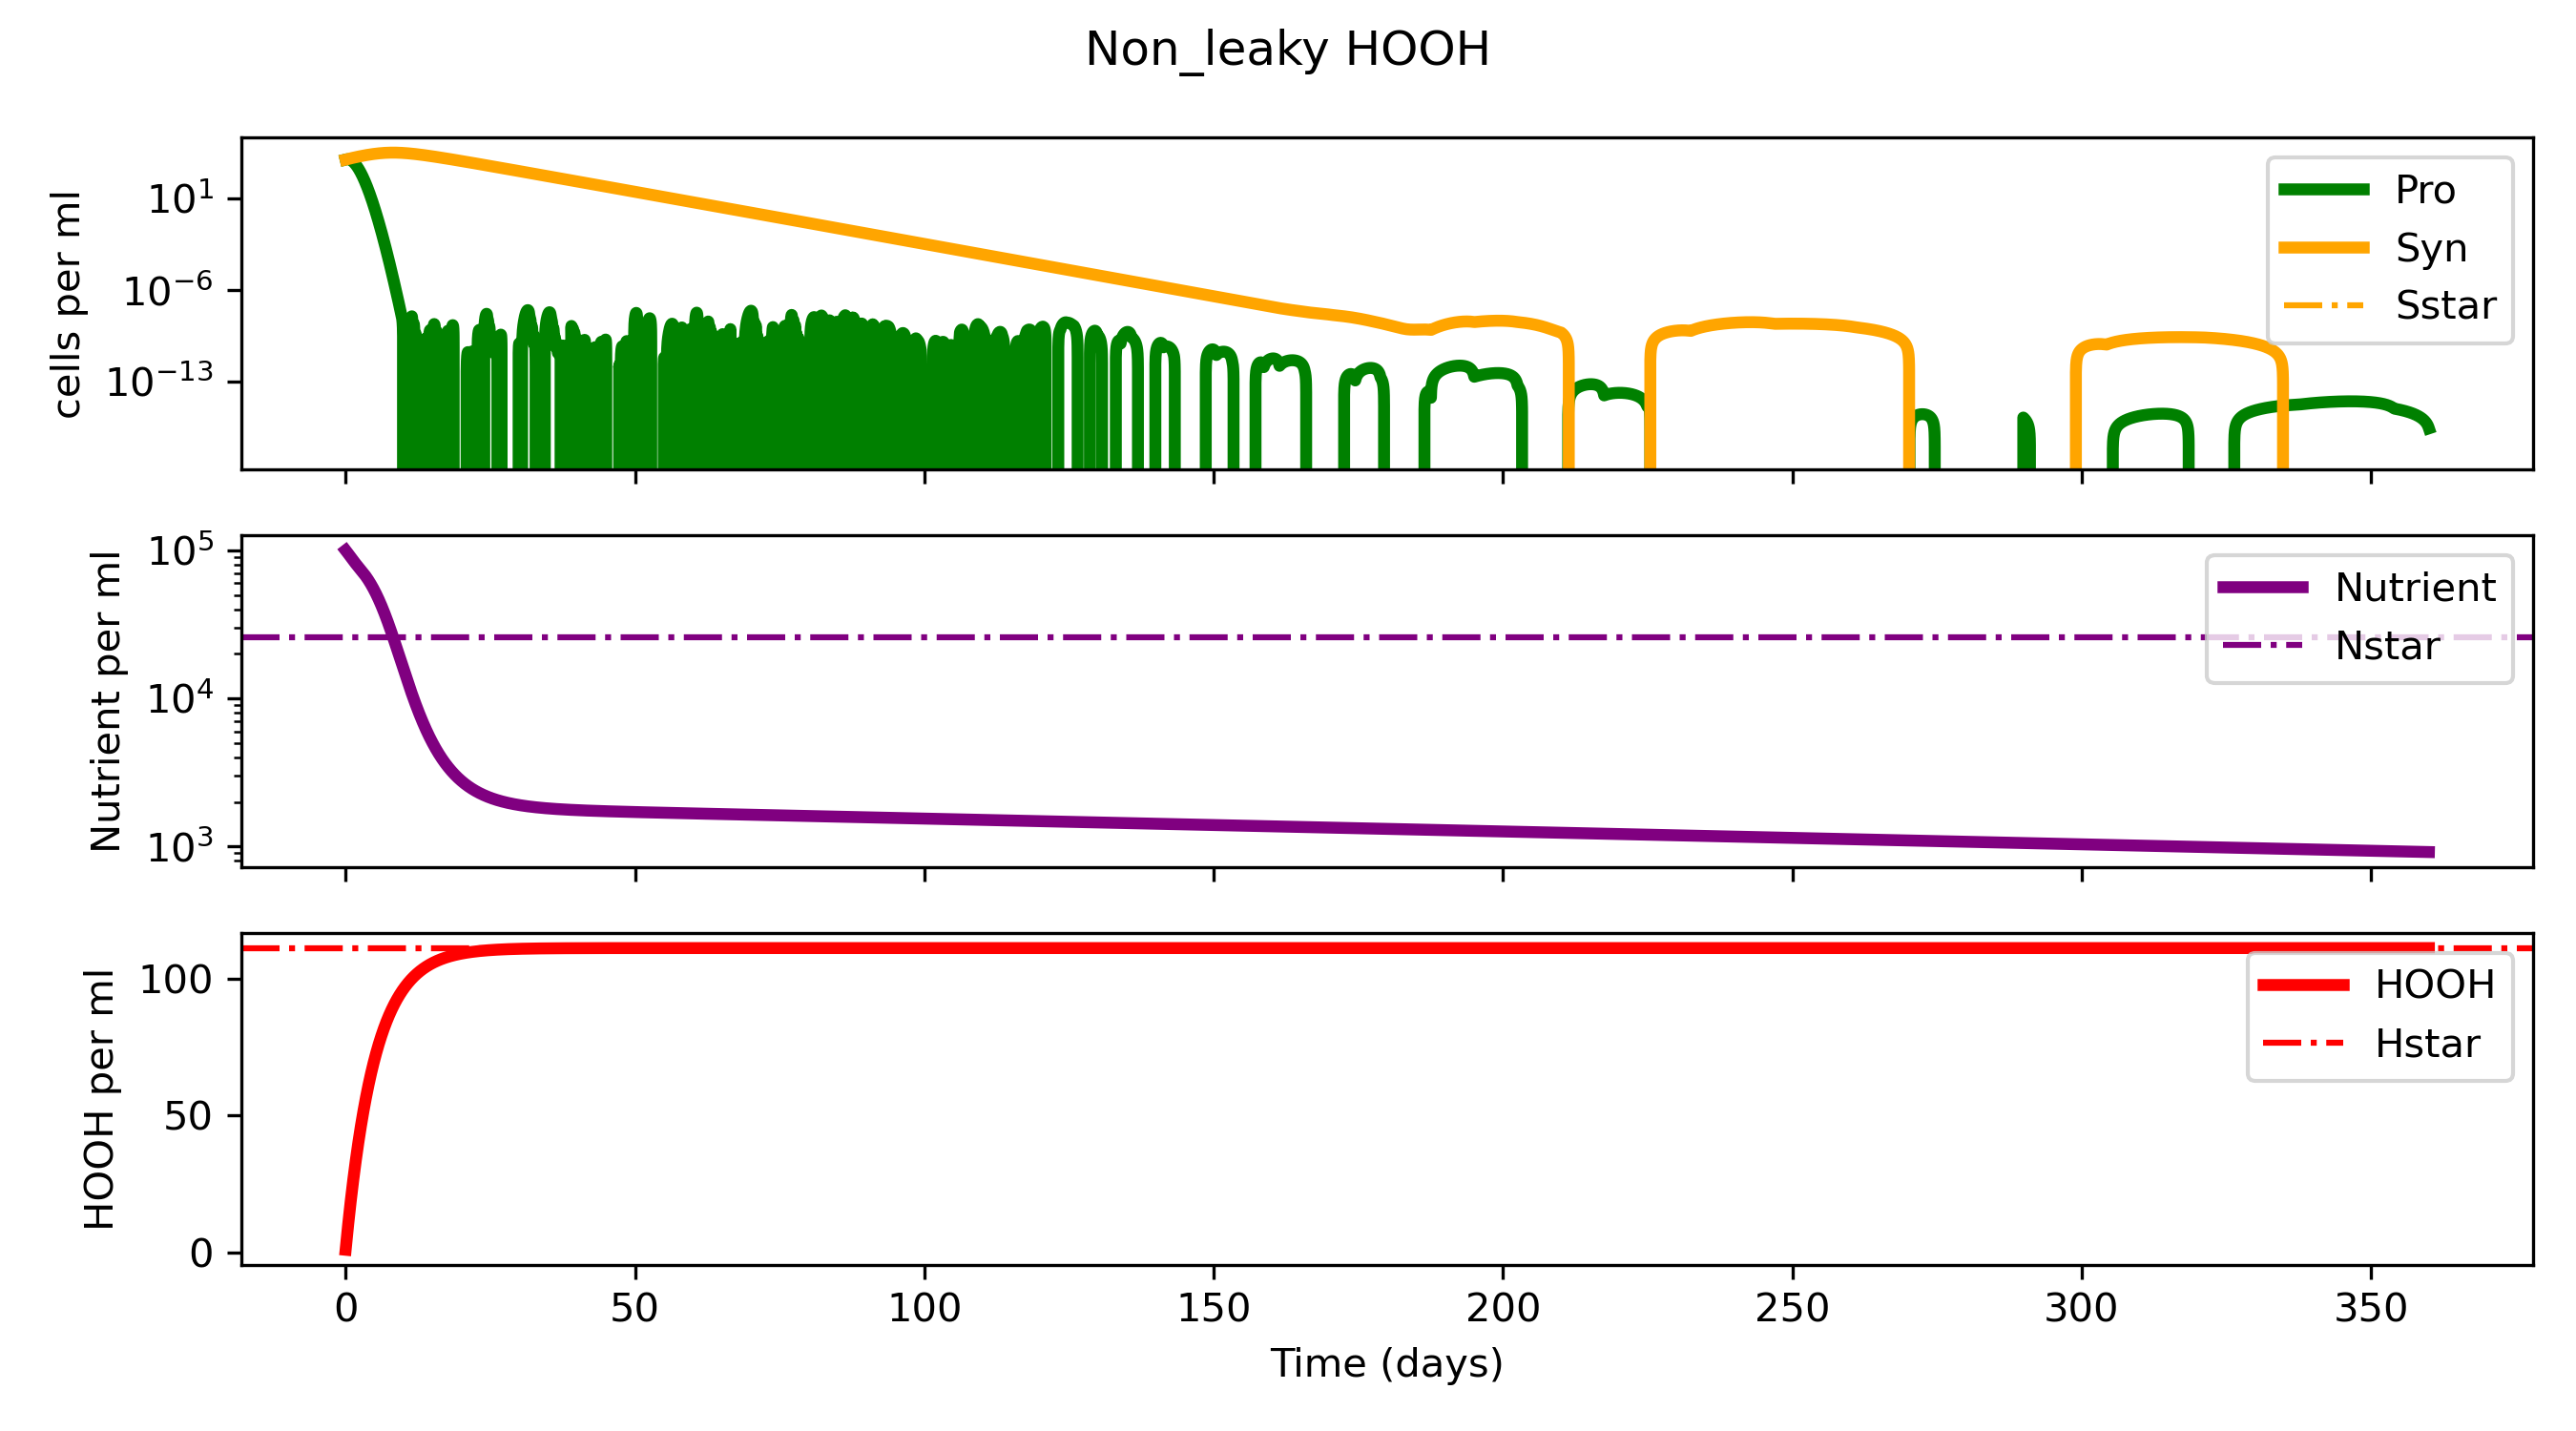 Non_leaky HOOH
cells per ml
10^1
10^-6
10^-13
Pro
Syn
Sstar
Nutrient per ml
10^5
10^4
10^3
Nutrient
Nstar
HOOH per ml
100
50
0
HOOH
Hstar
0 50 100 150 200 250 300 350
Time (days)